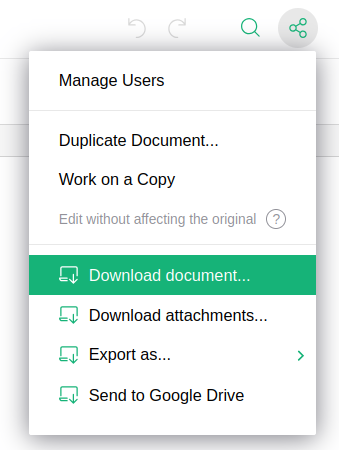 Manage Users
Duplicate Document...
Work on a Copy
Edit without affecting the original ?
Download document...
Download attachments...
Export as...
Send to Google Drive